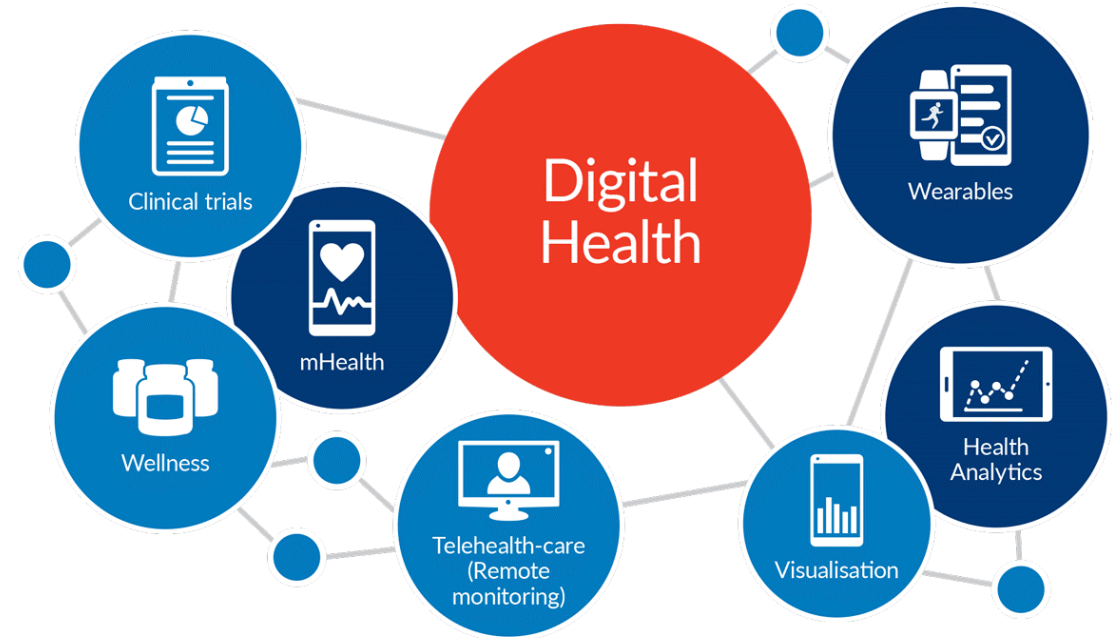 Digital
Health
Clinical trials
Wearables
mHealth
Wellness
Health
Analytics
Telehealth-care
(Remote
monitoring)
Visualisation